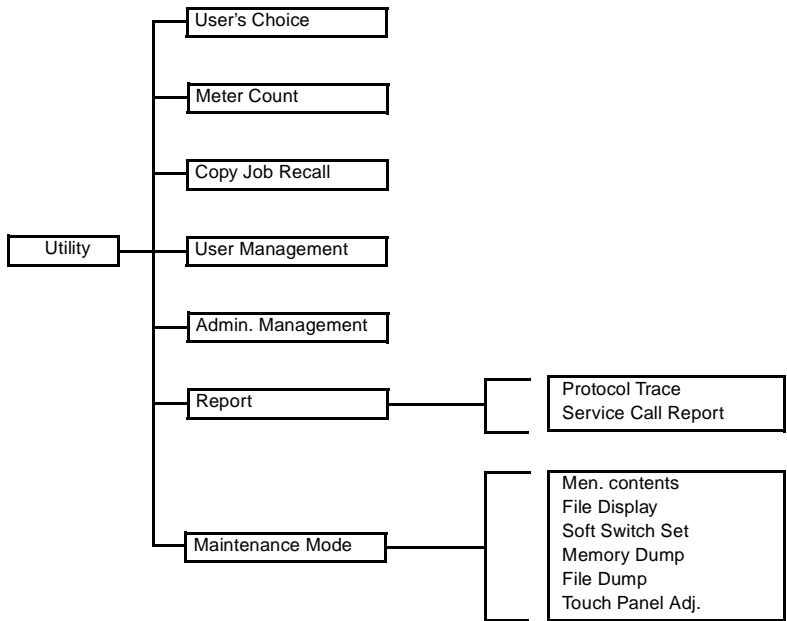 User's Choice
Meter Count
Copy Job Recall
Utility
User Management
Admin. Management
Report
Protocol Trace
Service Call Report
Maintenance Mode
Men. contents
File Display
Soft Switch Set
Memory Dump
File Dump
Touch Panel Adj.